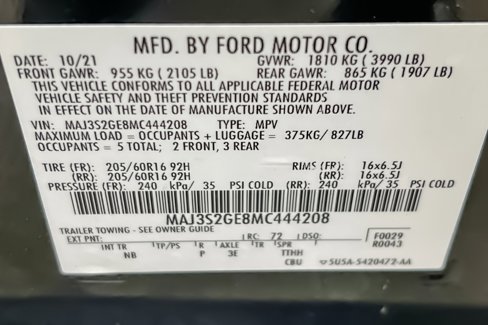 MFD. BY FORD MOTOR CO.
DATE: 10/21 GVWR: 1810 KG ( 3990 LB)
FRONT GAWR: 955 KG ( 2105 LB) REAR GAWR: 865 KG ( 1907 LB)
THIS VEHICLE CONFORMS TO ALL APPLICABLE FEDERAL MOTOR
VEHICLE SAFETY AND THEFT PREVENTION STANDARDS
IN EFFECT ON THE DATE OF MANUFACTURE SHOWN ABOVE.
VIN: MAJ3S2GE8MC444208 TYPE: MPV
MAXIMUM LOAD = OCCUPANTS + LUGGAGE = 375KG/ 827LB
OCCUPANTS = 5 TOTAL; 2 FRONT, 3 REAR
TIRE (FR): 205/60R16 92H RIMS (FR): 16x6.5J
(RR): 205/60R16 92H (RR): 16x6.5J
PRESSURE (FR): 240 kPa/ 35 PSI COLD (RR): 240 kPa/ 35 PSI COLD
MAJ3S2GE8MC444208
TRAILER TOWING - SEE OWNER GUIDE
EXT PNT: RC: 72 DSO: F0029
R0043
INT TR TP/PS R AXLE TR SPR
NB P 3E TTHH
CBU 5U5A-5420472-AA